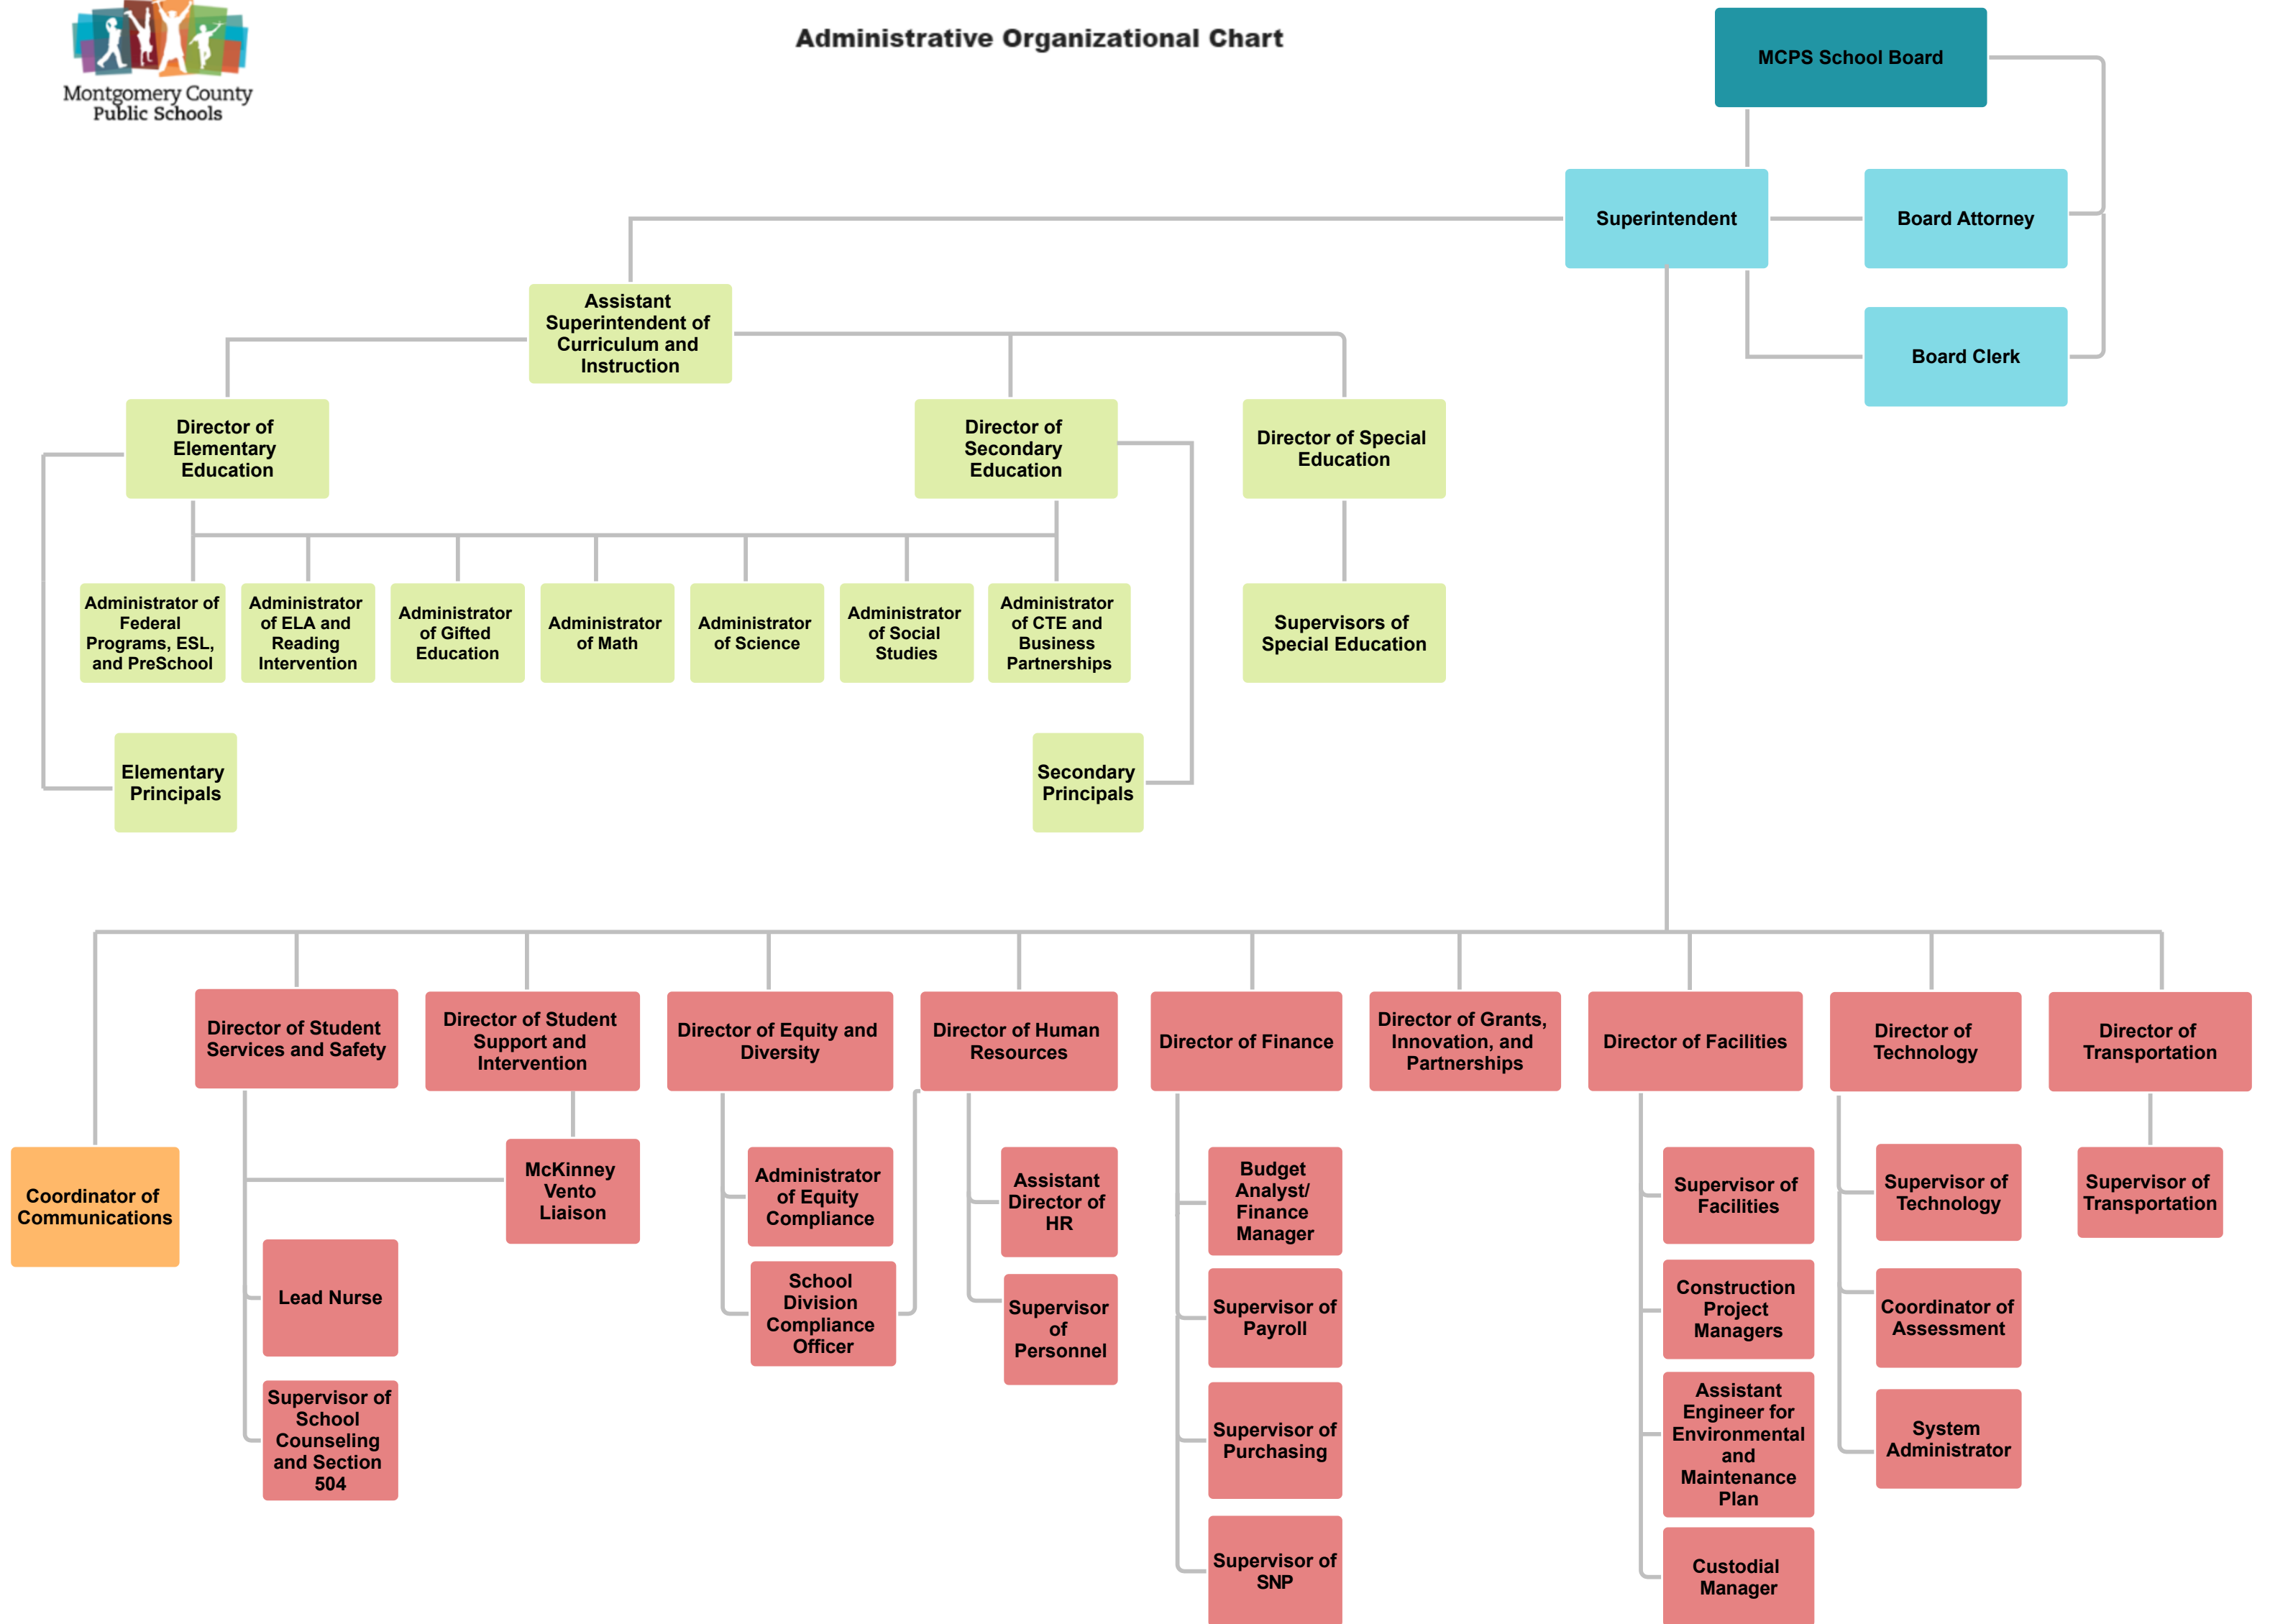 Montgomery County
Public Schools
Administrative Organizational Chart
MCPS School Board
Superintendent
Board Attorney
Board Clerk
Assistant
Superintendent of
Curriculum and
Instruction
Director of
Elementary
Education
Director of
Secondary
Education
Director of Special
Education
Administrator of
Federal
Programs, ESL,
and PreSchool
Administrator
of ELA and
Reading
Intervention
Administrator
of Gifted
Education
Administrator
of Math
Administrator
of Science
Administrator
of Social
Studies
Administrator
of CTE and
Business
Partnerships
Supervisors of
Special Education
Elementary
Principals
Secondary
Principals
Director of Student
Services and Safety
Director of Student
Support and
Intervention
Director of Equity and
Diversity
Director of Human
Resources
Director of Finance
Director of Grants,
Innovation, and
Partnerships
Director of Facilities
Director of
Technology
Director of
Transportation
Coordinator of
Communications
McKinney
Vento
Liaison
Lead Nurse
Supervisor of
School
Counseling
and Section
504
Administrator
of Equity
Compliance
School
Division
Compliance
Officer
Assistant
Director of
HR
Supervisor
of
Personnel
Budget
Analyst/
Finance
Manager
Supervisor of
Payroll
Supervisor of
Purchasing
Supervisor of
SNP
Supervisor of
Facilities
Construction
Project
Managers
Assistant
Engineer for
Environmental
and
Maintenance
Plan
Custodial
Manager
Supervisor of
Technology
Coordinator of
Assessment
System
Administrator
Supervisor of
Transportation